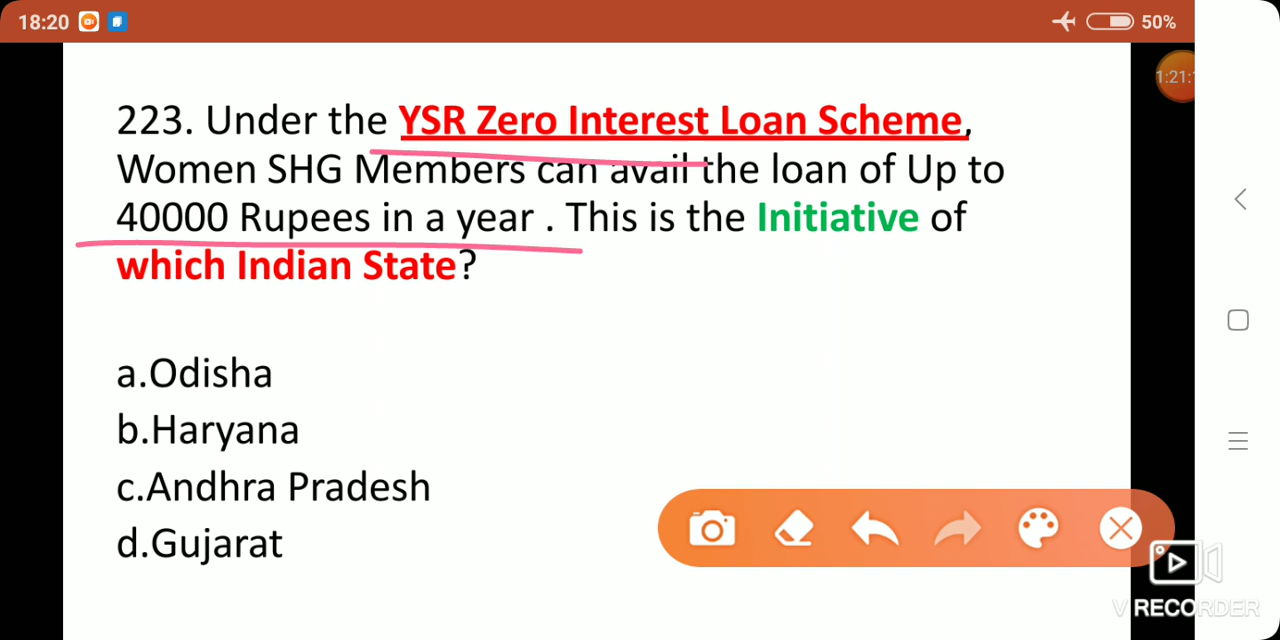 18:20
50%
1:21:
223. Under the YSR Zero Interest Loan Scheme,
Women SHG Members can avail the loan of Up to
40000 Rupees in a year . This is the Initiative of
which Indian State?
a.Odisha
b.Haryana
c.Andhra Pradesh
d.Gujarat
V RECORDER